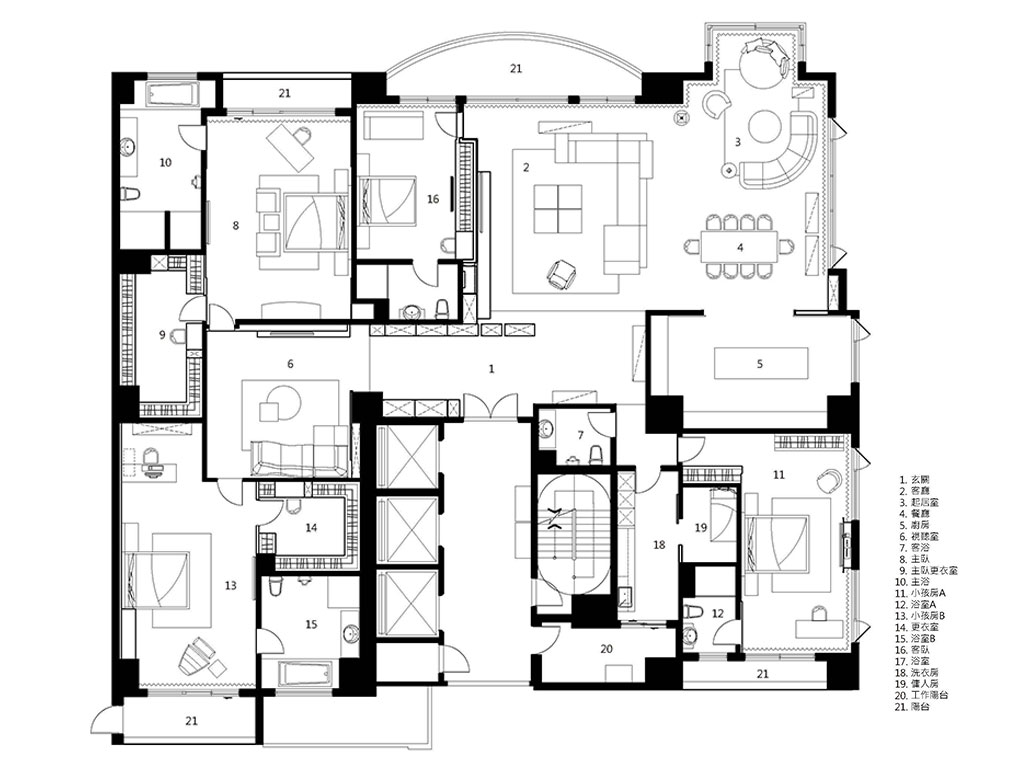 21
21
10
2
3
16
8
4
9
6
5
1
7
11
14
19
18
13
12
15
20
21
21
1. 玄關
2. 客廳
3. 起居室
4. 餐廳
5. 廚房
6. 視聽室
7. 客浴
8. 主臥
9. 主臥更衣室
10. 主浴
11. 小孩房A
12. 浴室A
13. 小孩房B
14. 更衣室
15. 浴室B
16. 客臥
17. 浴室
18. 洗衣房
19. 傭人房
20. 工作陽台
21. 陽台